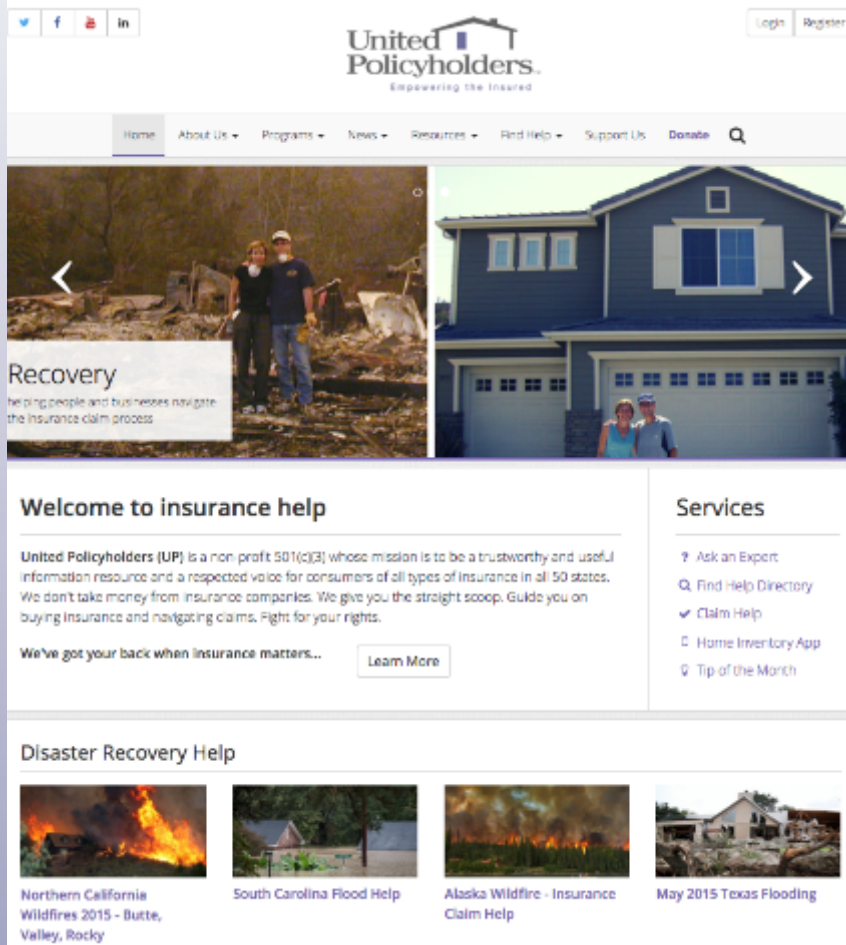 Login Register
United
Policyholders™
Empowering the Insured
Home About Us Programs News Resources Find Help Support Us Donate
Recovery
helping people and businesses navigate
the insurance claim process
Welcome to insurance help
United Policyholders (UP) is a non-profit 501(c)(3) whose mission is to be a trustworthy and useful
information resource and a respected voice for consumers of all types of insurance in all 50 states.
We don't take money from insurance companies. We give you the straight scoop. Guide you on
buying insurance and navigating claims. Fight for your rights.
We've got your back when insurance matters...
Learn More
Services
Ask an Expert
Find Help Directory
Claim Help
Home Inventory App
Tip of the Month
Disaster Recovery Help
Northern California
Wildfires 2015 - Butte,
Valley, Rocky
South Carolina Flood Help
Alaska Wildfire - Insurance
Claim Help
May 2015 Texas Flooding